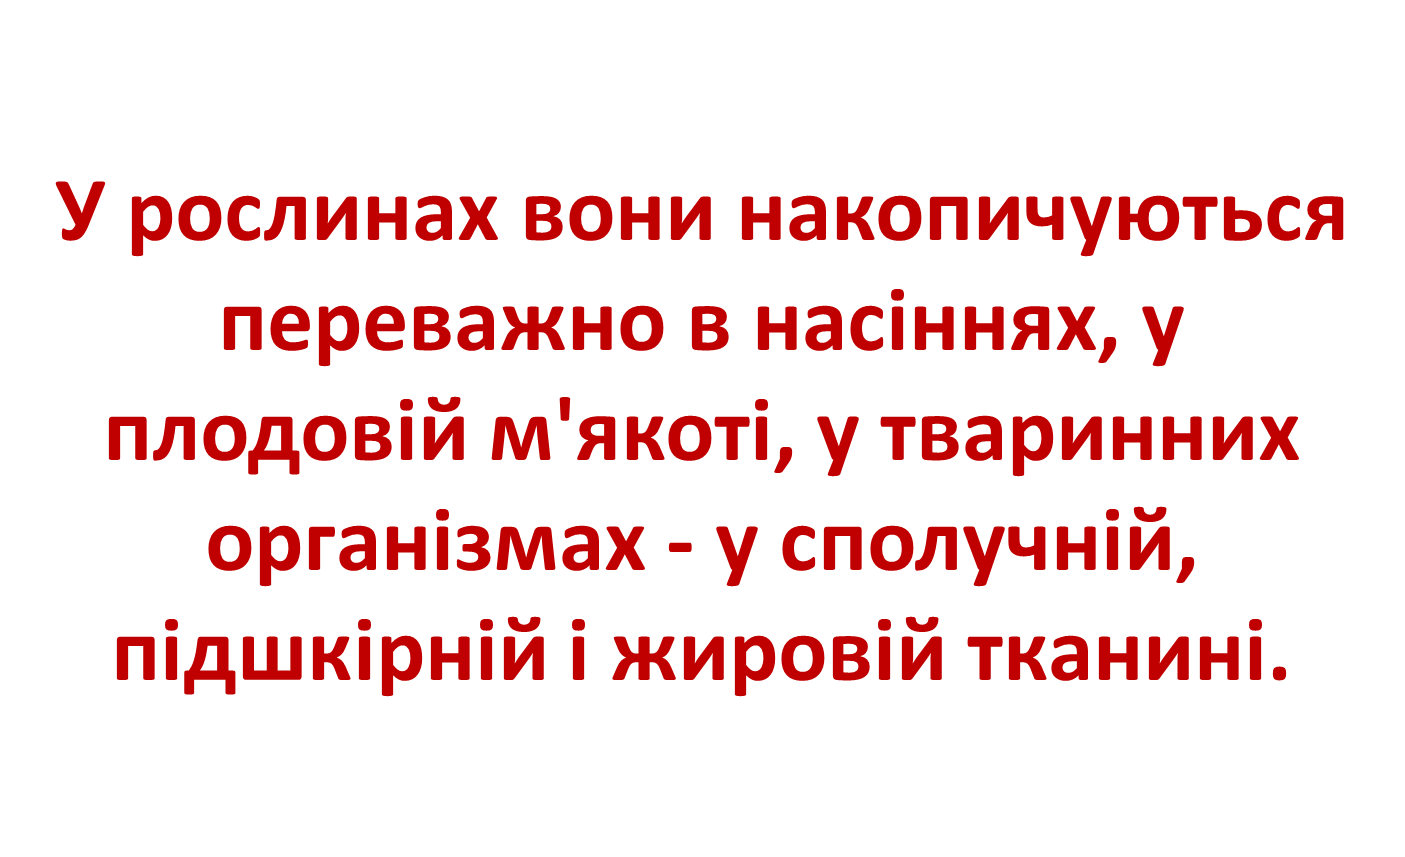 У рослинах вони накопичуються
переважно в насіннях, у
плодовій м'якоті, у тваринних
організмах - у сполучній,
підшкірній і жировій тканині.